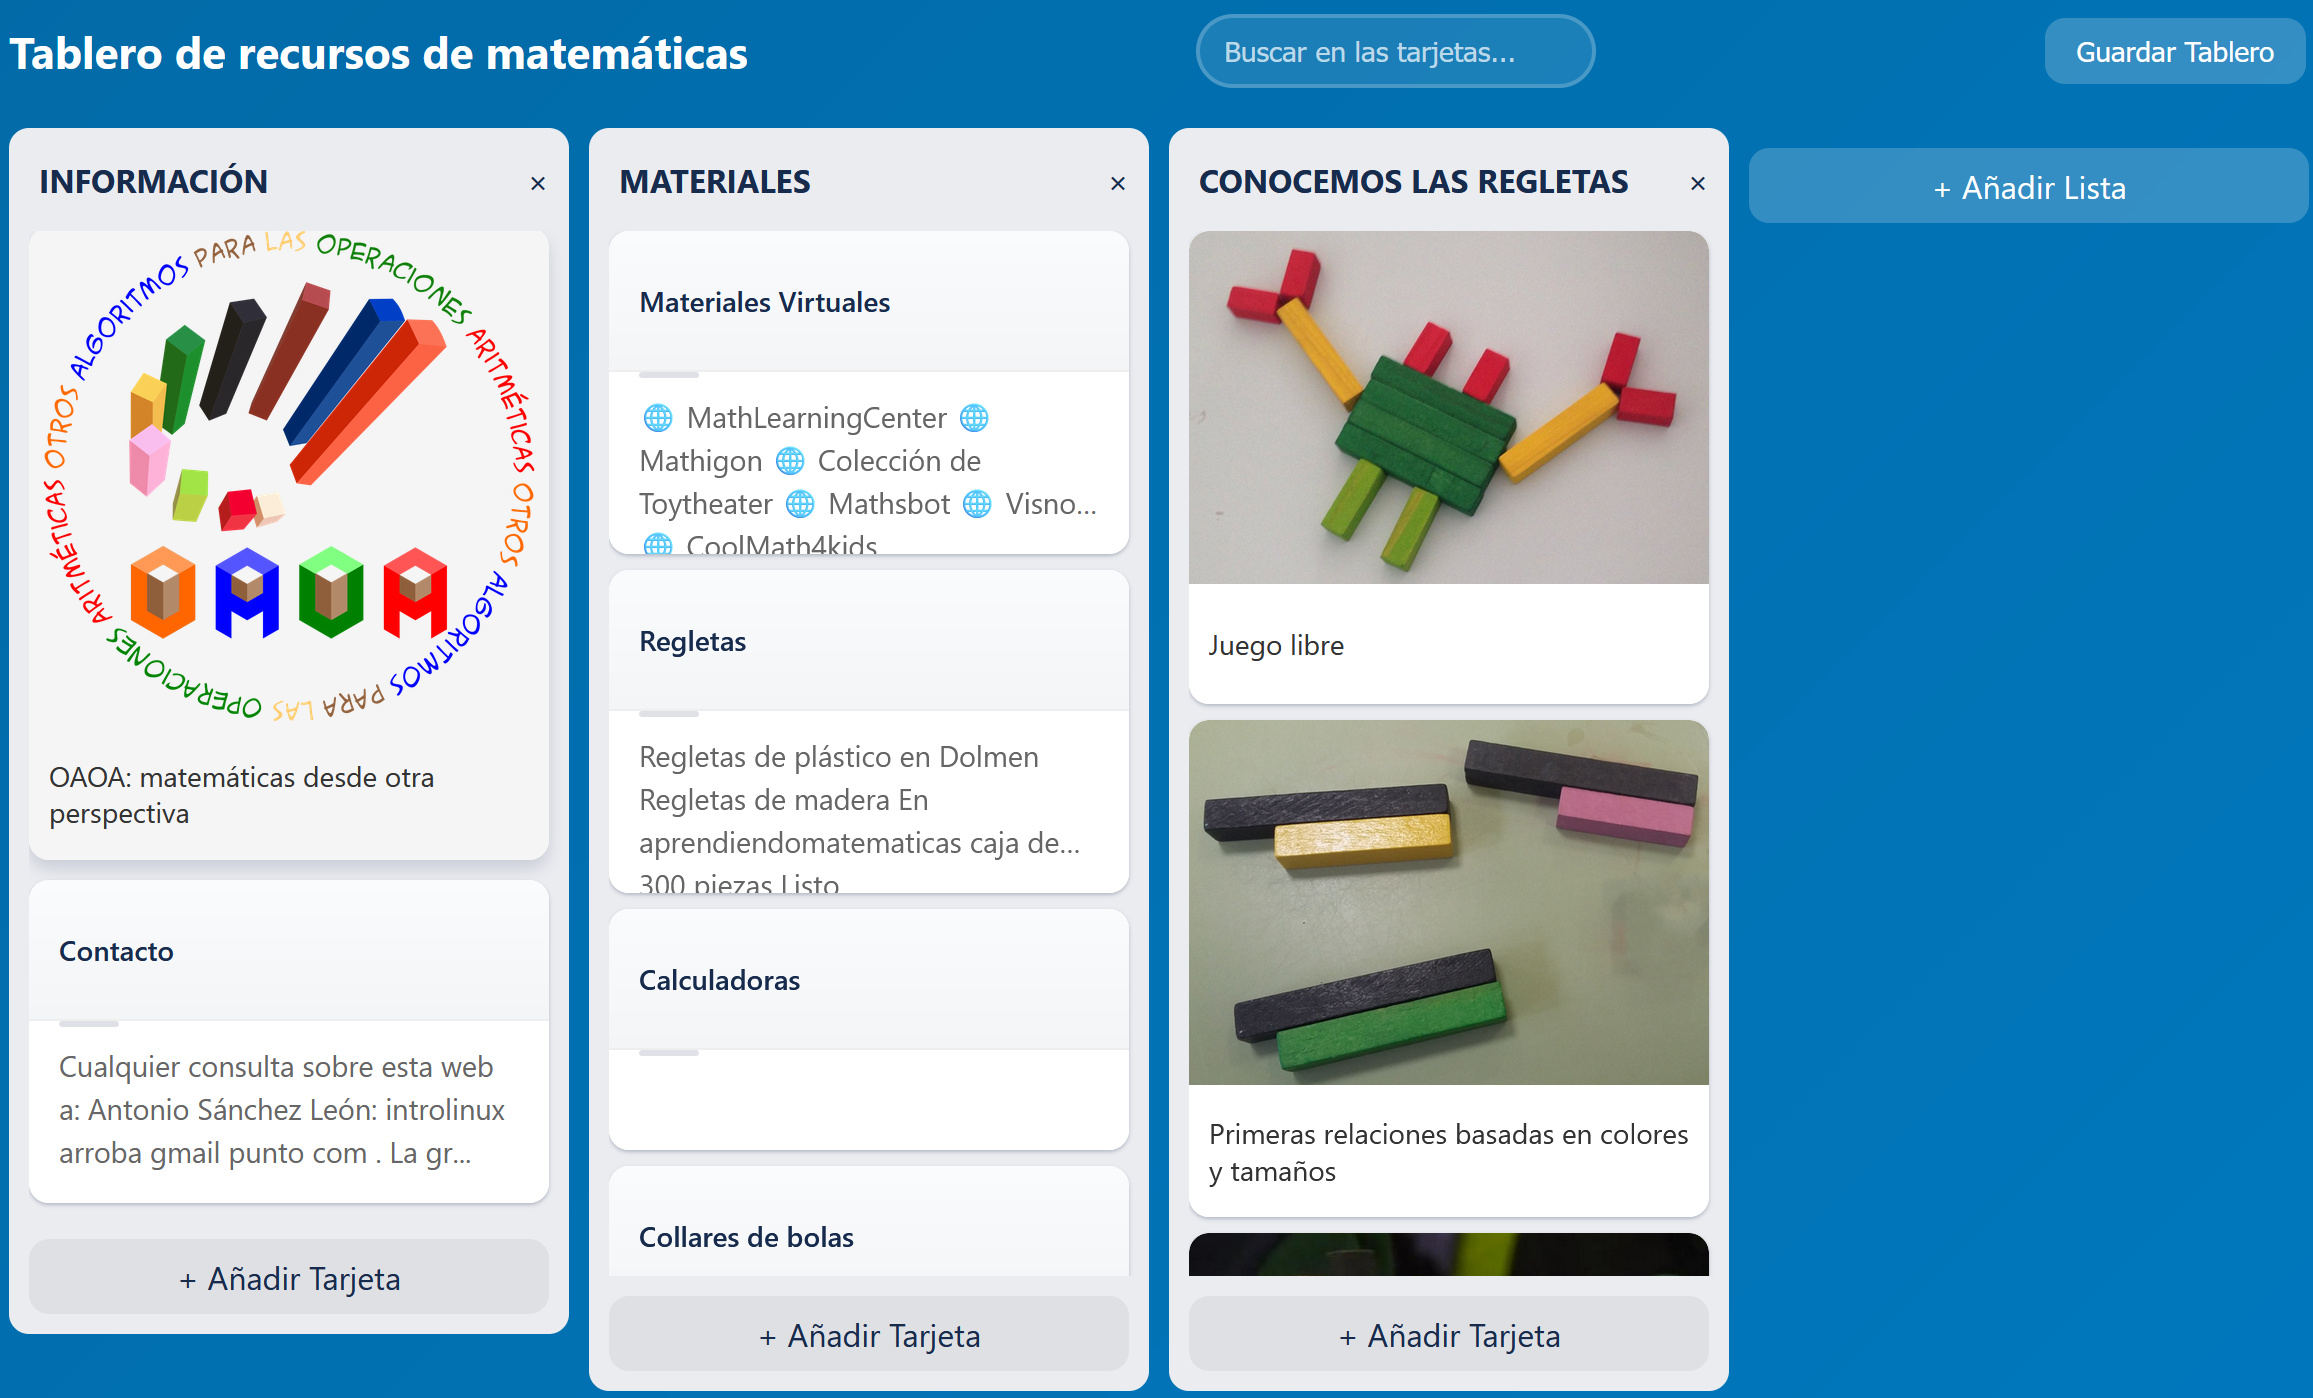 Tablero de recursos de matemáticas
Buscar en las tarjetas...
Guardar Tablero
INFORMACIÓN ×
OTROS ALGORITMOS PARA LAS OPERACIONES ARITMÉTICAS
OTROS ALGORITMOS PARA LAS OPERACIONES ARITMÉTICAS
OAOA
OAOA: matemáticas desde otra
perspectiva
Contacto
Cualquier consulta sobre esta web
a: Antonio Sánchez León: introlinux
arroba gmail punto com . La gr...
+ Añadir Tarjeta
MATERIALES ×
Materiales Virtuales
🌐 MathLearningCenter 🌐
Mathigon 🌐 Colección de
Toytheater 🌐 Mathsbot 🌐 Visno...
🌐 CoolMath4kids
Regletas
Regletas de plástico en Dolmen
Regletas de madera En
aprendiendomatematicas caja de...
300 piezas Listo
Calculadoras
Collares de bolas
+ Añadir Tarjeta
CONOCEMOS LAS REGLETAS ×
Juego libre
Primeras relaciones basadas en colores
y tamaños
+ Añadir Tarjeta
+ Añadir Lista